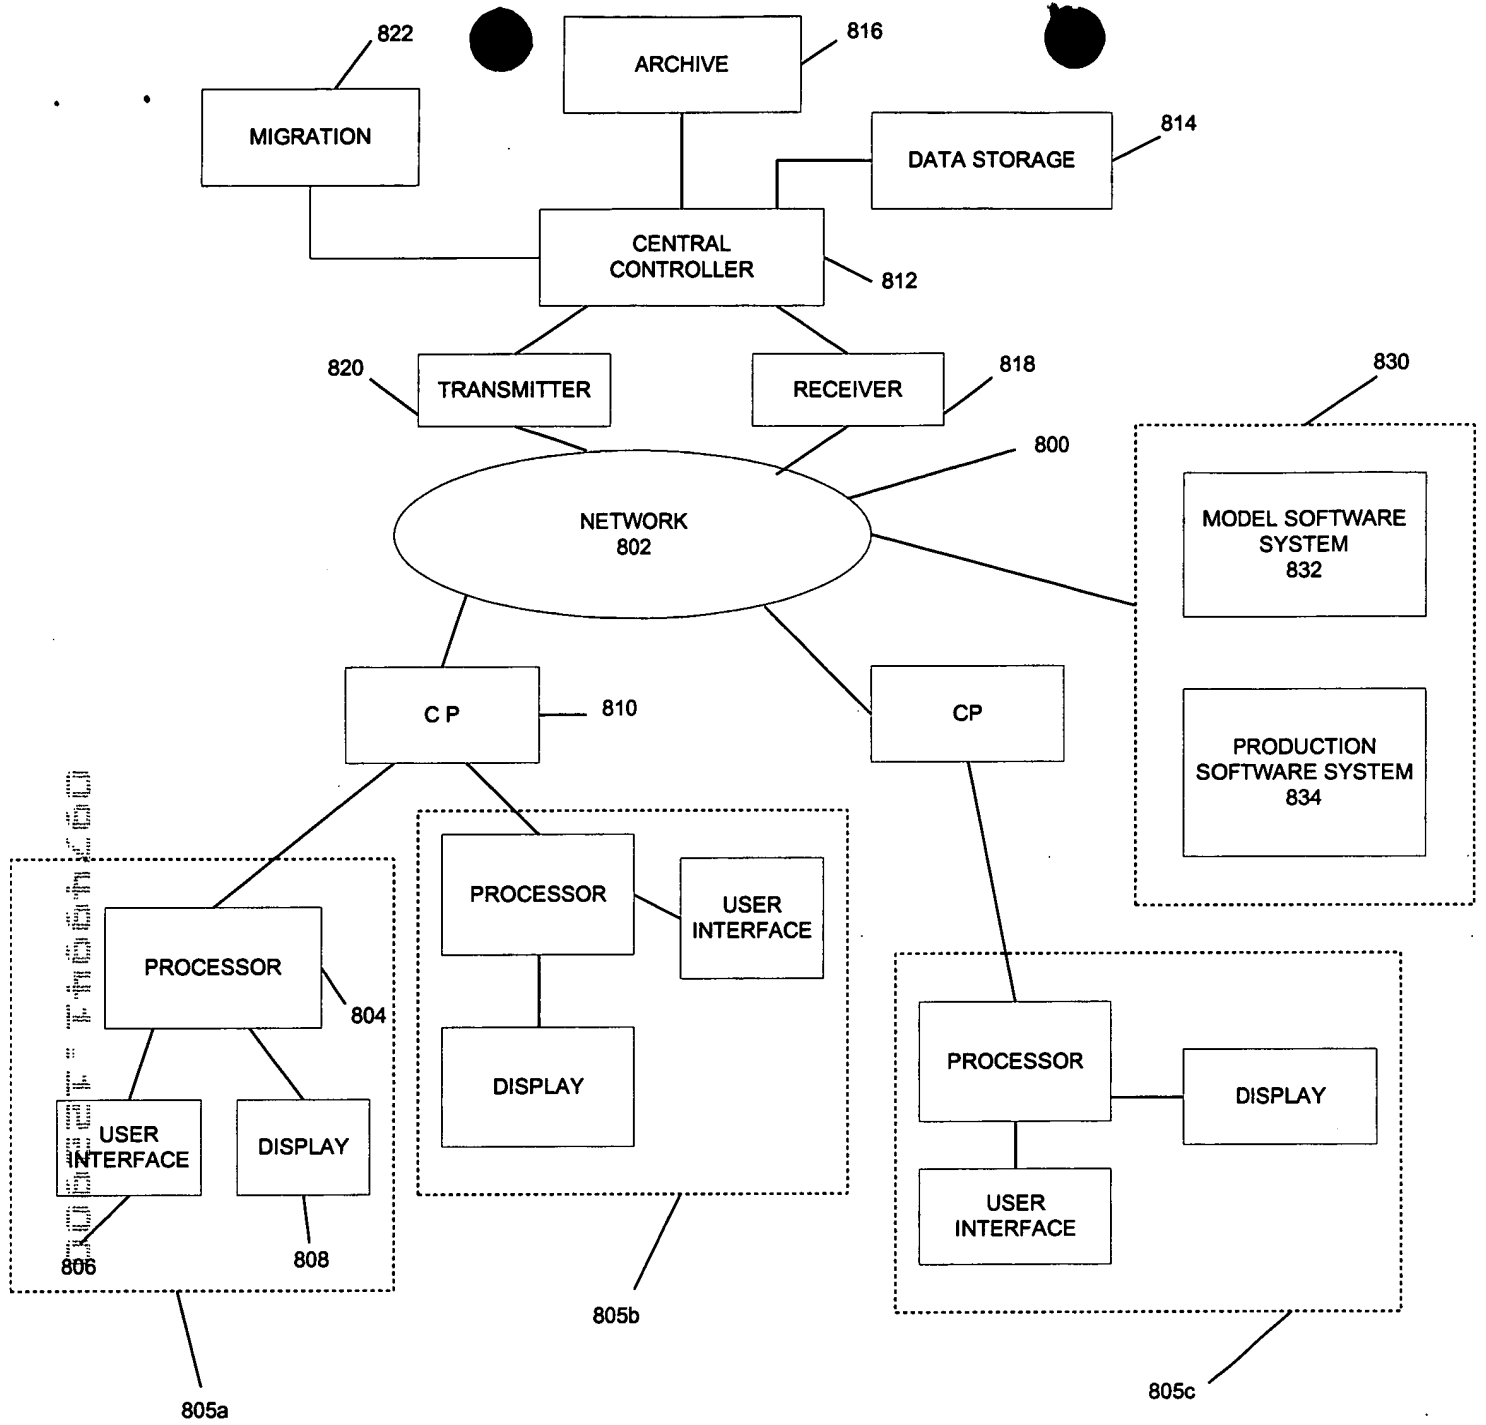 822
816
ARCHIVE
MIGRATION
814
DATA STORAGE
CENTRAL
CONTROLLER
812
820
TRANSMITTER
RECEIVER
818
830
800
NETWORK
802
MODEL SOFTWARE
SYSTEM
832
C P
810
CP
PRODUCTION
SOFTWARE SYSTEM
834
PROCESSOR
USER
INTERFACE
PROCESSOR
804
DISPLAY
PROCESSOR
DISPLAY
USER
INTERFACE
DISPLAY
USER
INTERFACE
806
808
805b
805c
805a